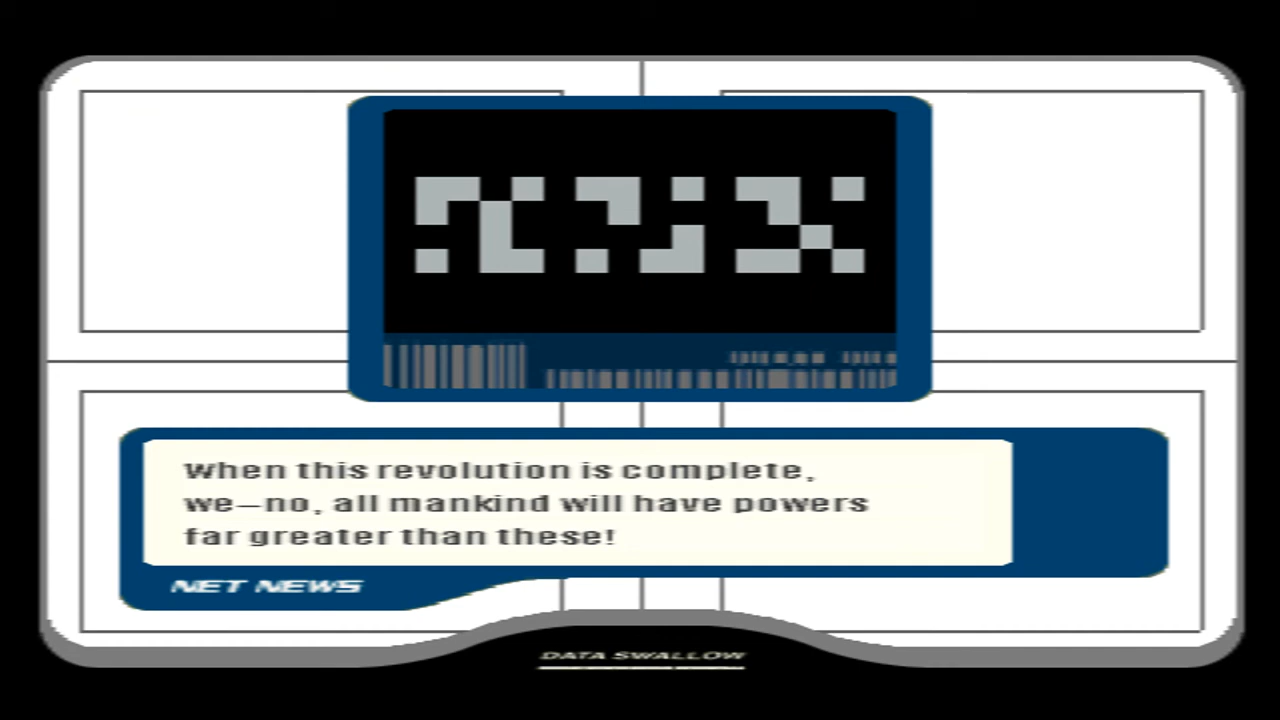 When this revolution is complete,
we—no, all mankind will have powers
far greater than these!
NET NEWS
DATA SWALLOW